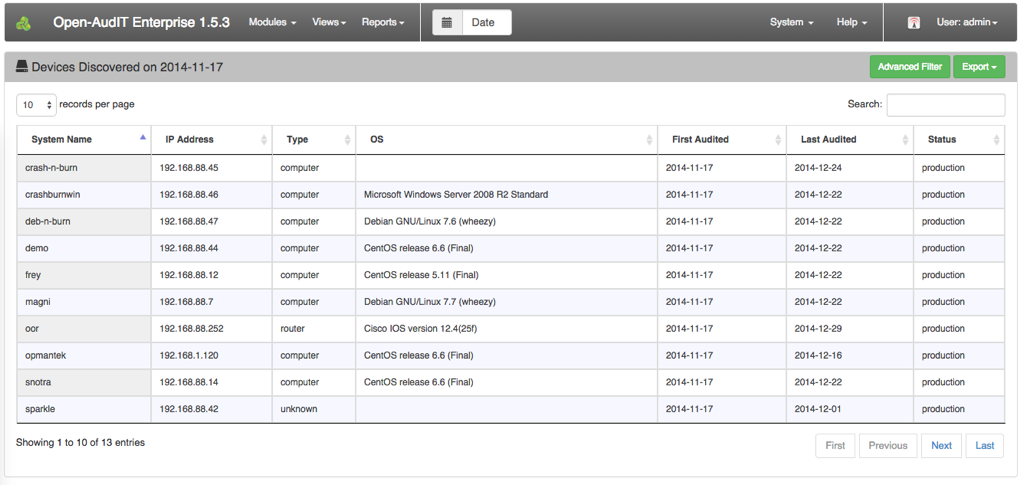 Open-AudIT Enterprise 1.5.3 Modules Views Reports Date System Help User: admin
Devices Discovered on 2014-11-17 Advanced Filter Export
10 records per page Search:
System Name IP Address Type OS First Audited Last Audited Status
crash-n-burn 192.168.88.45 computer 2014-11-17 2014-12-24 production
crashburnwin 192.168.88.46 computer Microsoft Windows Server 2008 R2 Standard 2014-11-17 2014-12-22 production
deb-n-burn 192.168.88.47 computer Debian GNU/Linux 7.6 (wheezy) 2014-11-17 2014-12-22 production
demo 192.168.88.44 computer CentOS release 6.6 (Final) 2014-11-17 2014-12-22 production
frey 192.168.88.12 computer CentOS release 5.11 (Final) 2014-11-17 2014-12-22 production
magni 192.168.88.7 computer Debian GNU/Linux 7.7 (wheezy) 2014-11-17 2014-12-22 production
oor 192.168.88.252 router Cisco IOS version 12.4(25f) 2014-11-17 2014-12-29 production
opmantek 192.168.1.120 computer CentOS release 6.6 (Final) 2014-11-17 2014-12-16 production
snotra 192.168.88.14 computer CentOS release 6.6 (Final) 2014-11-17 2014-12-22 production
sparkle 192.168.88.42 unknown 2014-11-17 2014-12-01 production
Showing 1 to 10 of 13 entries First Previous Next Last